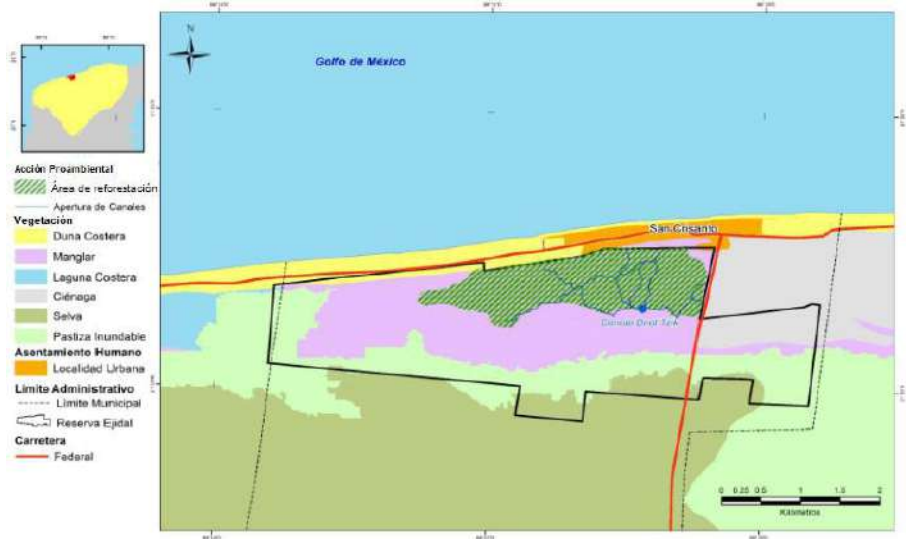 N
Golfo de México
San Crisanto
Acción Proambiental
Área de reforestación
Apertura de Canales
Vegetación
Duna Costera
Manglar
Laguna Costera
Ciénaga
Selva
Pastiza Inundable
Asentamiento Humano
Localidad Urbana
Límite Administrativo
Límite Municipal
Reserva Ejidal
Carretera
Federal
0 0.25 0.5 1 1.5 2
Kilómetros